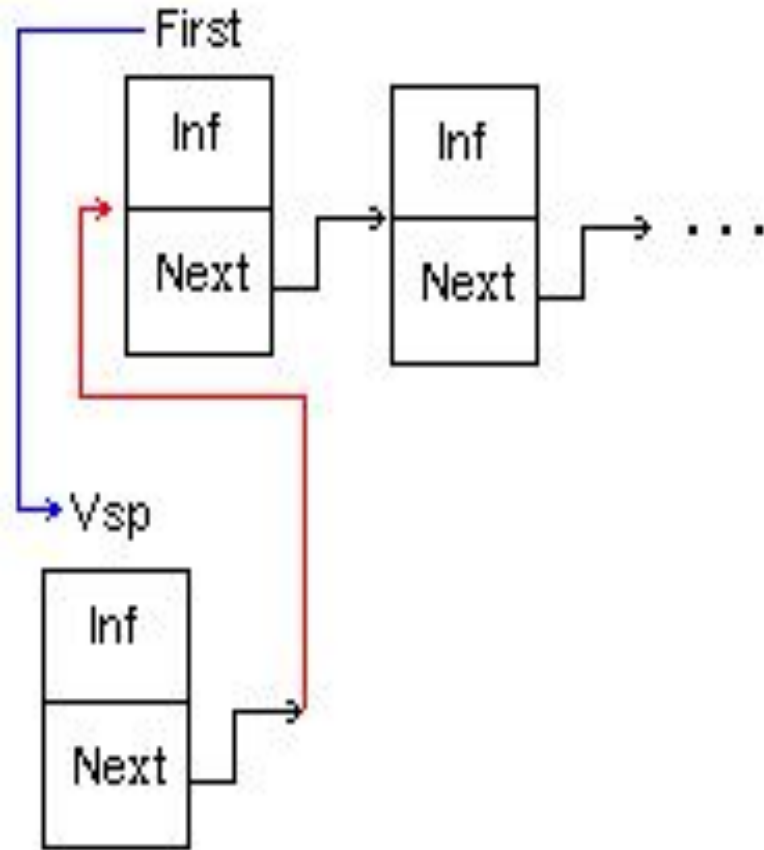 First
Inf
Inf
Next
Next
. . .
Vsp
Inf
Next